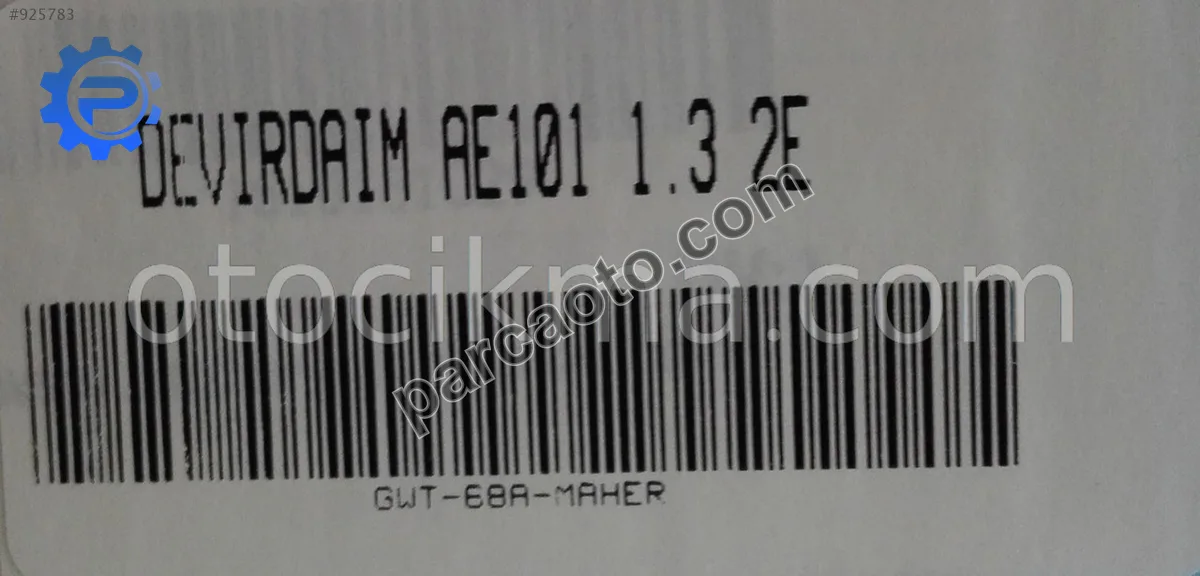 #925783
DEVIRDAIM AE101 1.3 2E
otocikma.com
parcaoto.com
GWT-68A-MAHER